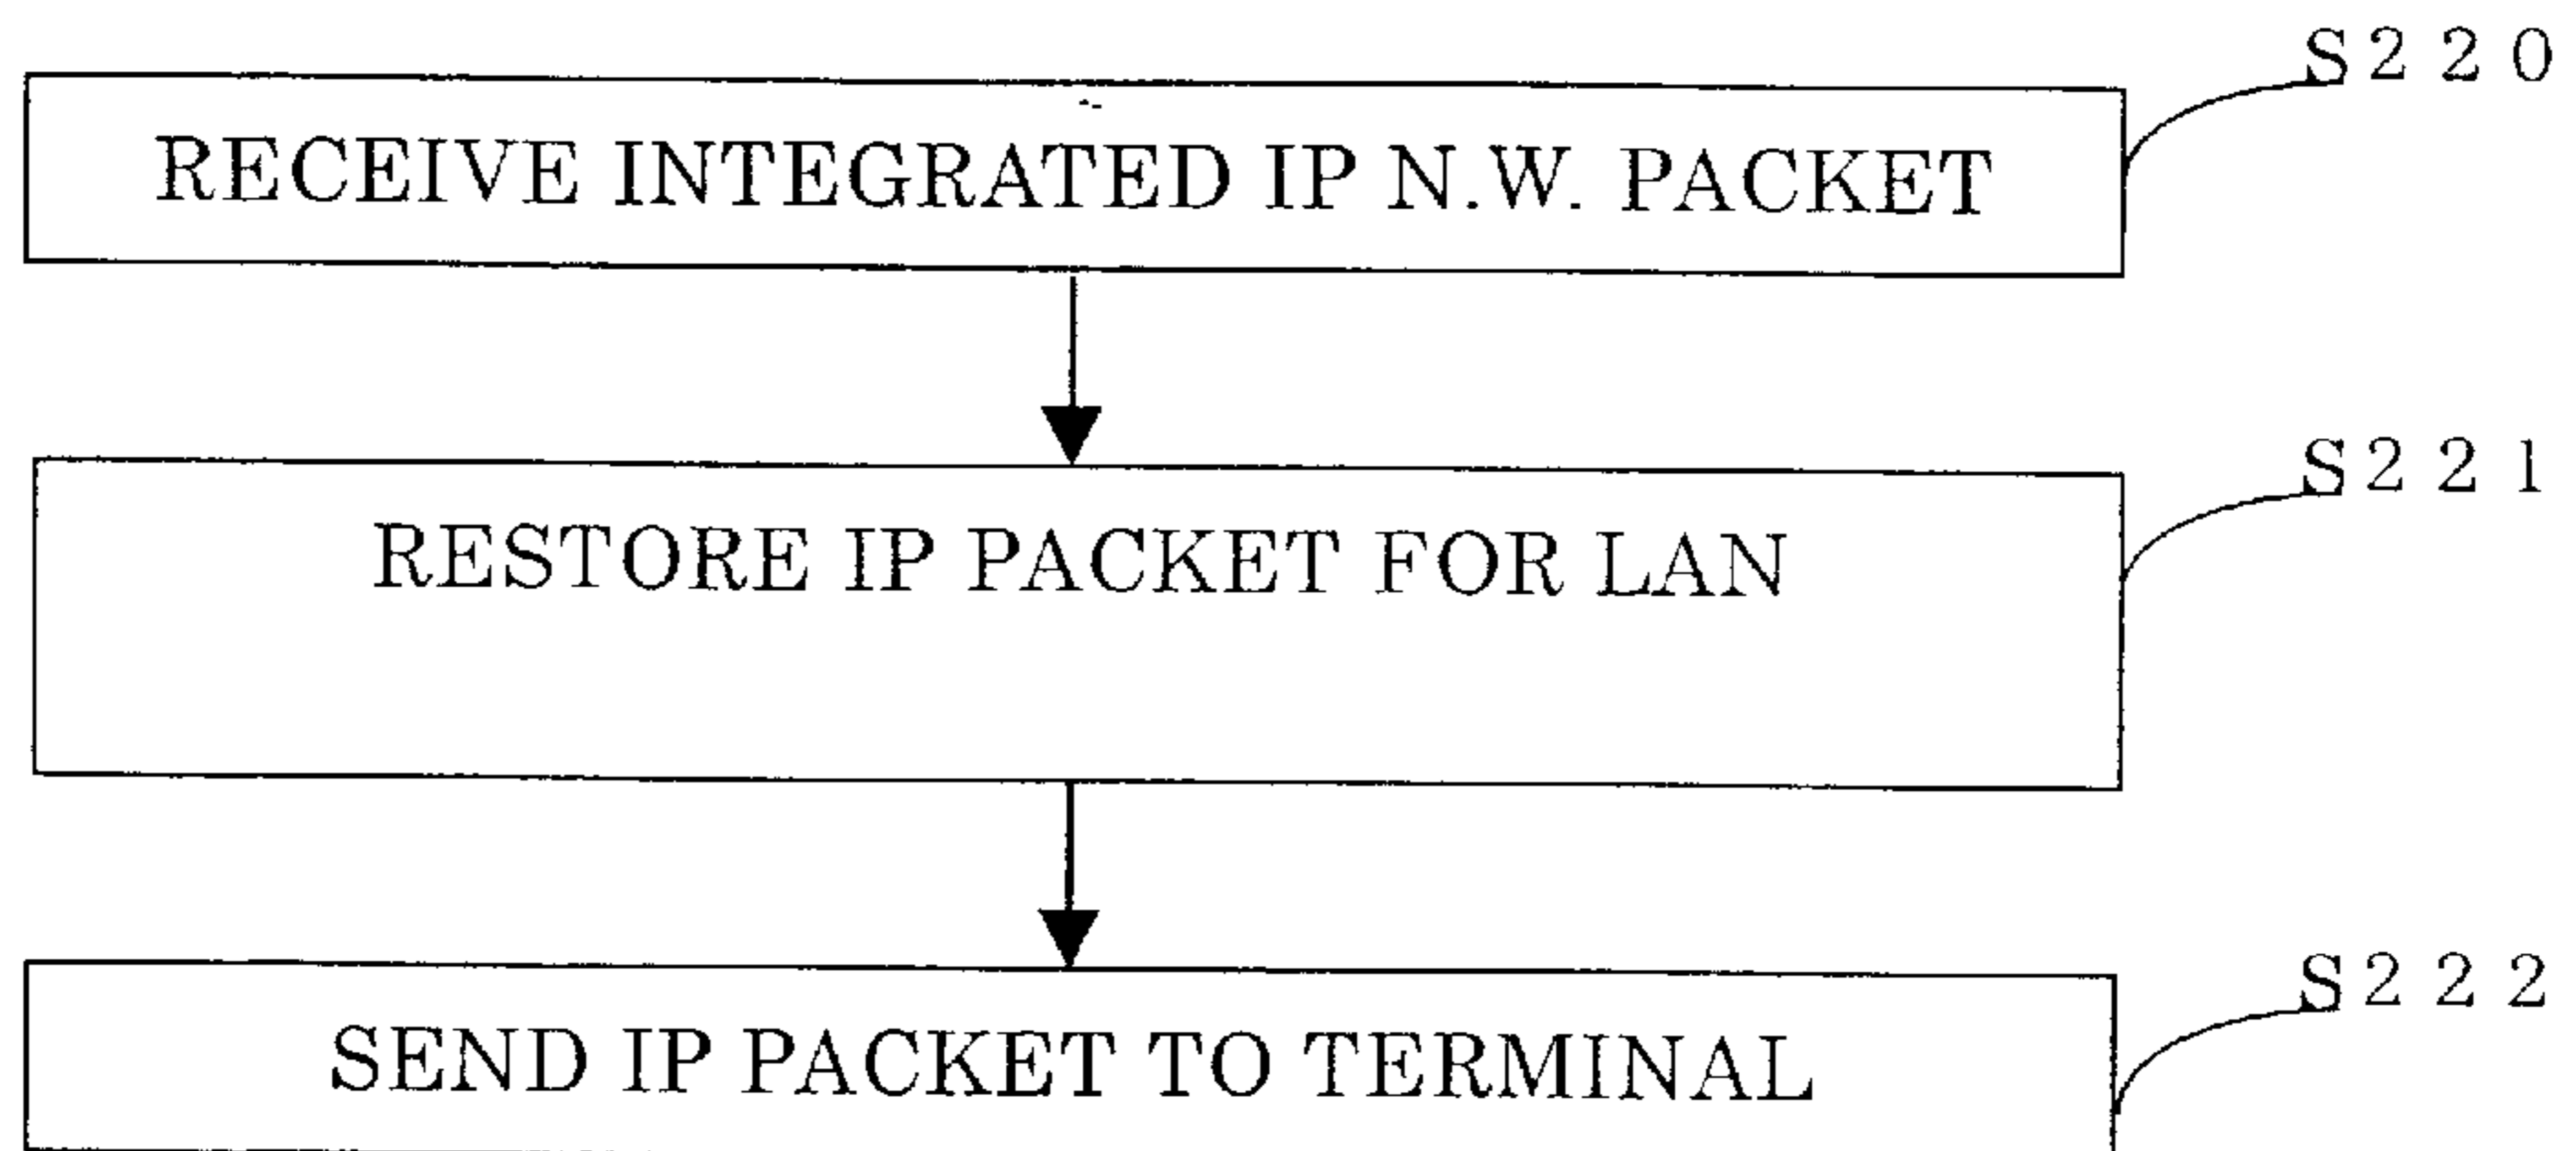 S220
RECEIVE INTEGRATED IP N.W. PACKET
S221
RESTORE IP PACKET FOR LAN
S222
SEND IP PACKET TO TERMINAL